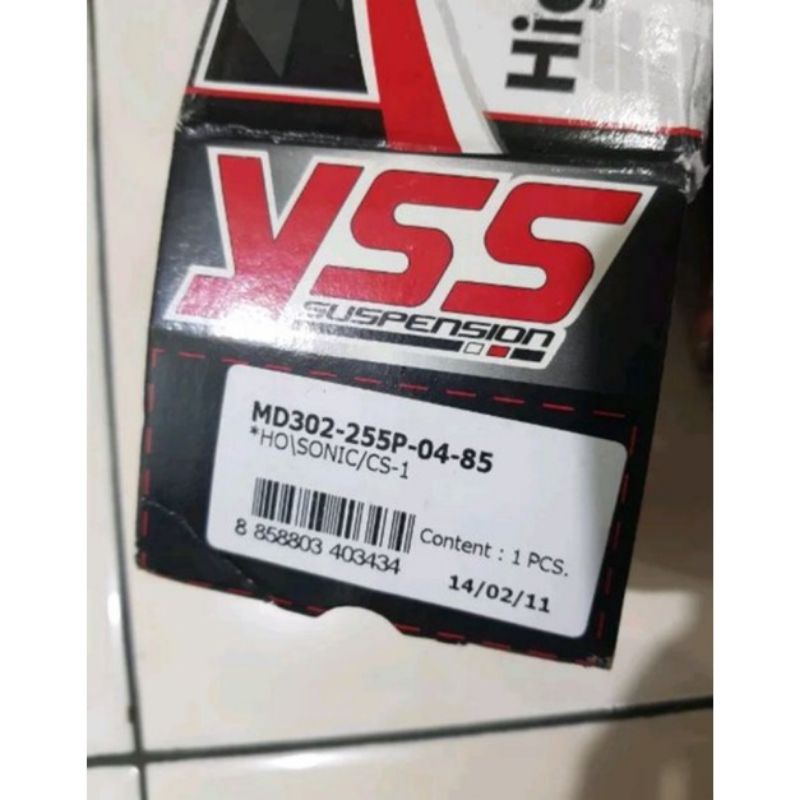 YSS
SUSPENSION
MD302-255P-04-85
*HO\SONIC/CS-1
8 858803 403434
Content : 1 PCS.
14/02/11